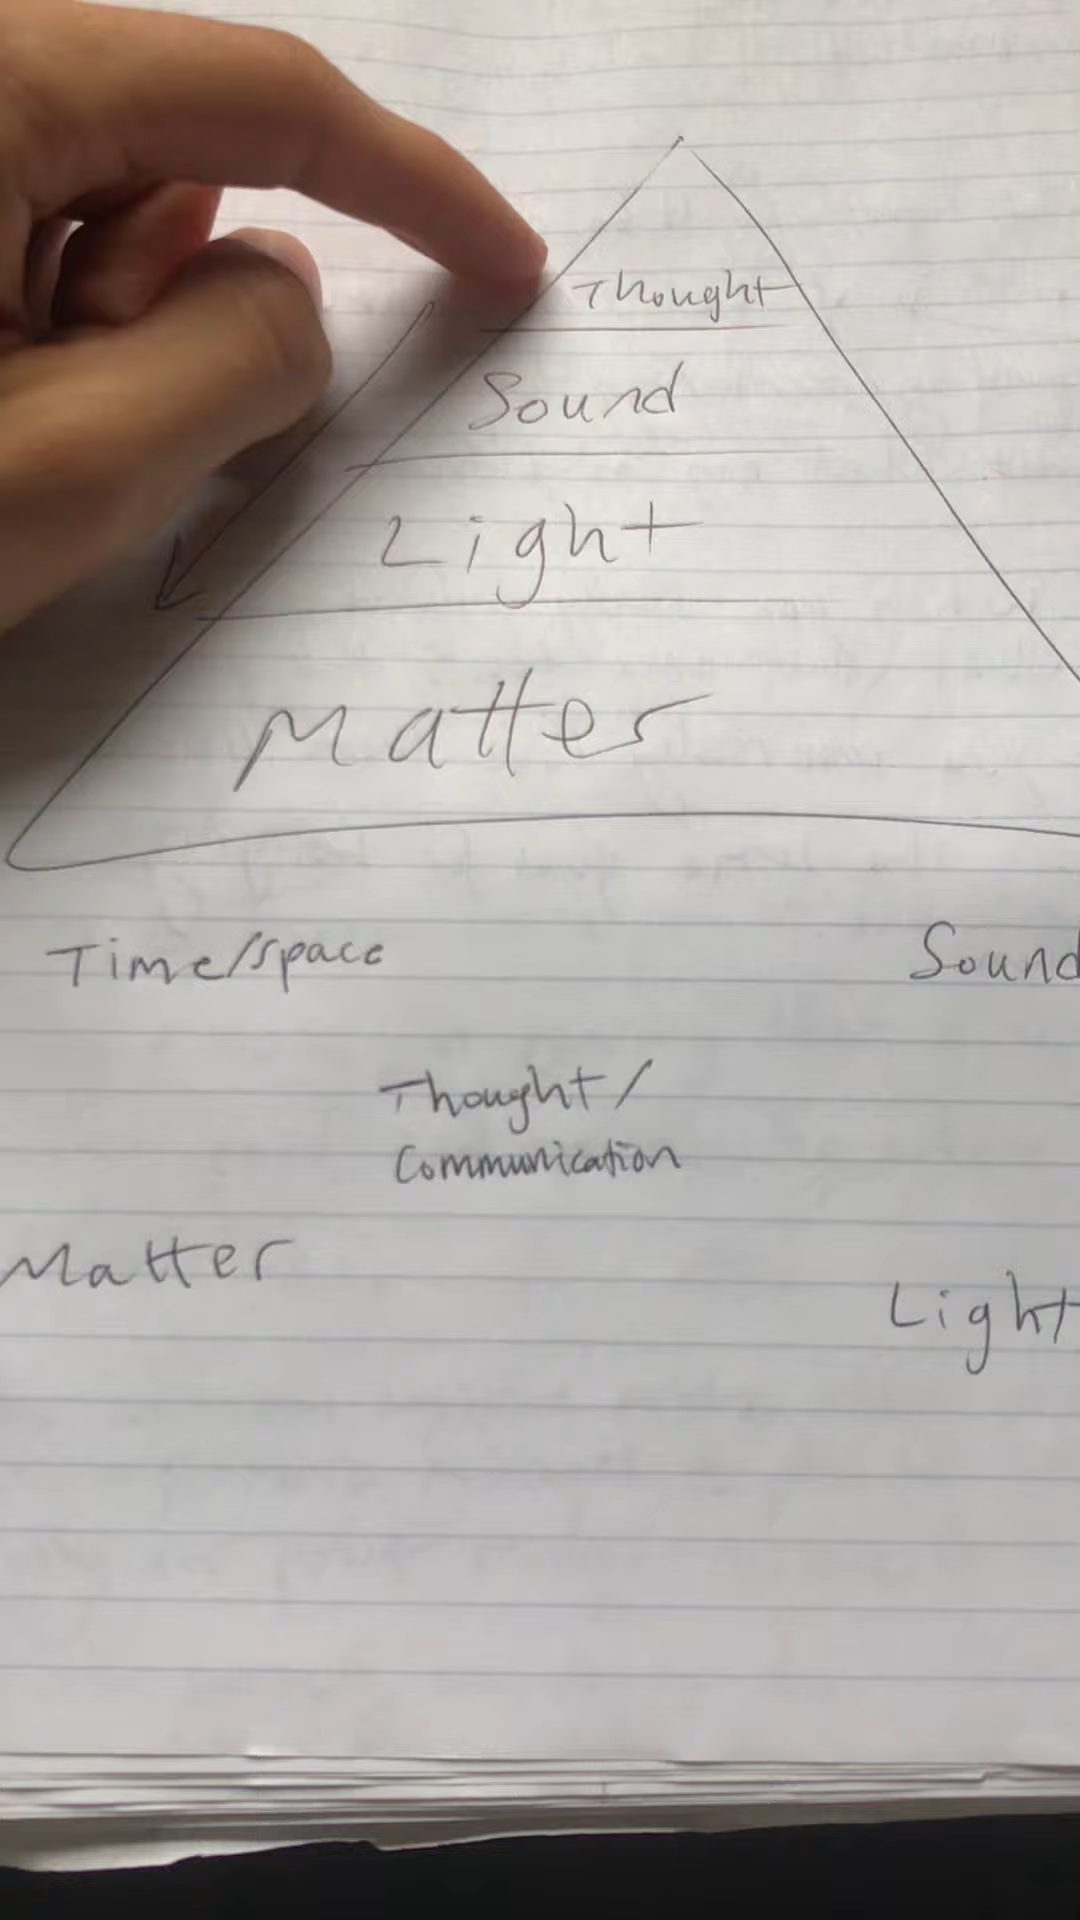 Thought
Sound
Light
Matter
Time/space
Sound
Thought/
Communication
Matter
Light